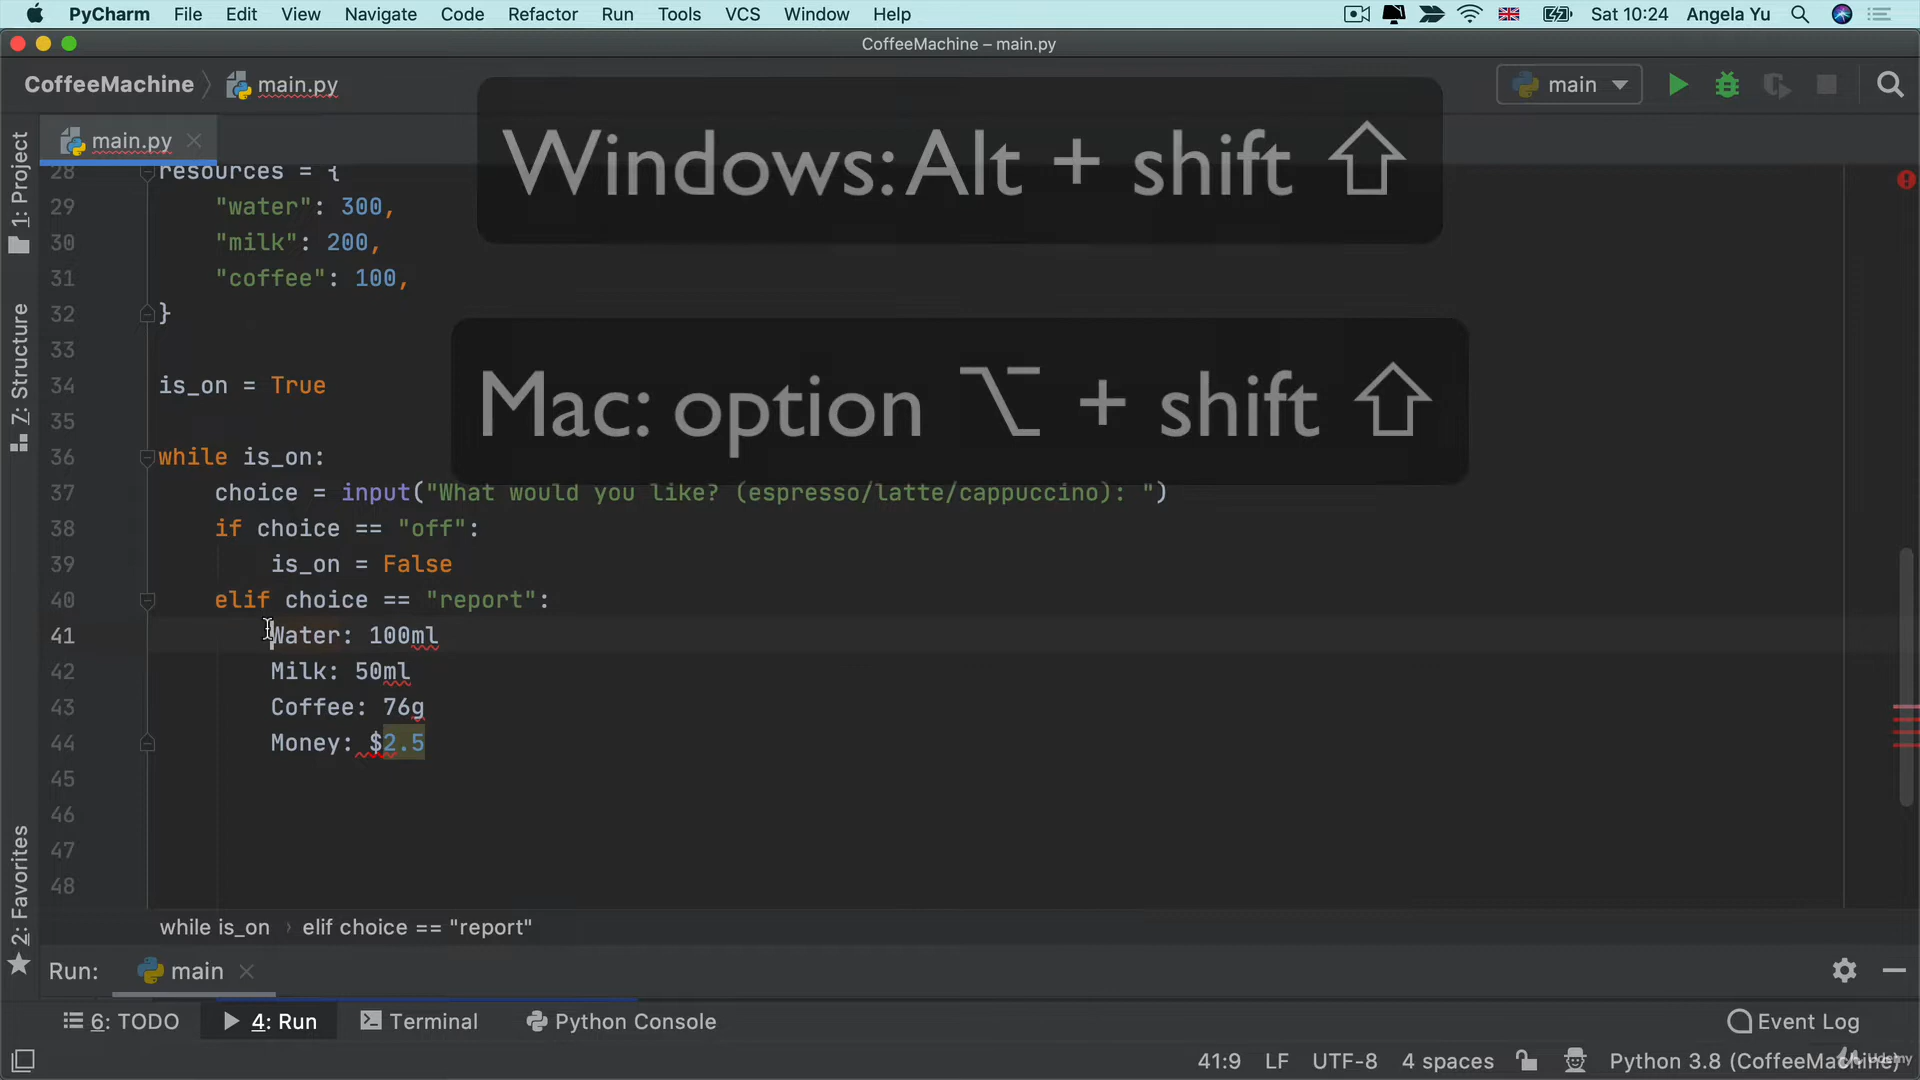 PyCharm File Edit View Navigate Code Refactor Run Tools VCS Window Help Sat 10:24 Angela Yu
CoffeeMachine – main.py
CoffeeMachine main.py main
main.py
Windows: Alt + shift ⇧
Mac: option ⌥ + shift ⇧
1: Project
7: Structure
2: Favorites
28 resources = {
29 "water": 300,
30 "milk": 200,
31 "coffee": 100,
32 }
33
34 is_on = True
35
36 while is_on:
37 choice = input("What would you like? (espresso/latte/cappuccino): ")
38 if choice == "off":
39 is_on = False
40 elif choice == "report":
41 Water: 100ml
42 Milk: 50ml
43 Coffee: 76g
44 Money: $2.5
45
46
47
48
while is_on › elif choice == "report"
Run: main
6: TODO 4: Run Terminal Python Console Event Log
41:9 LF UTF-8 4 spaces Python 3.8 (CoffeeMachine)
Udemy